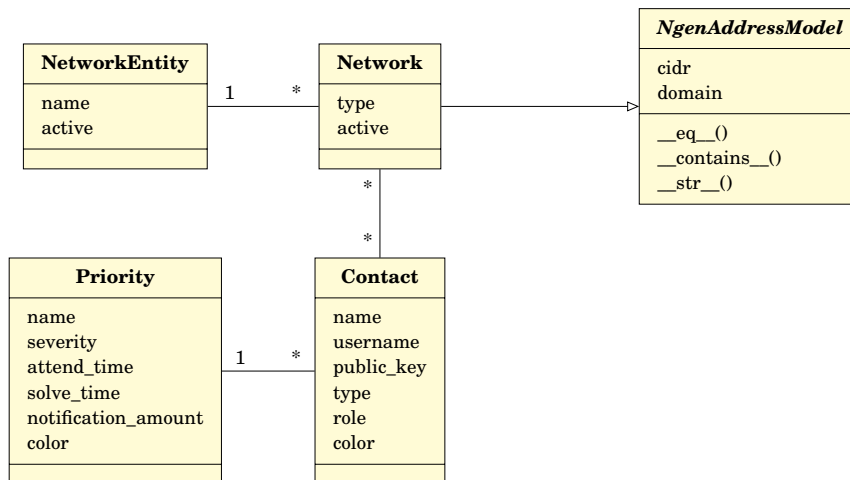 NgenAddressModel
cidr
domain
__eq__()
__contains__()
__str__()
NetworkEntity
name
active
1
*
Network
type
active
*
*
Priority
name
severity
attend_time
solve_time
notification_amount
color
1
*
Contact
name
username
public_key
type
role
color